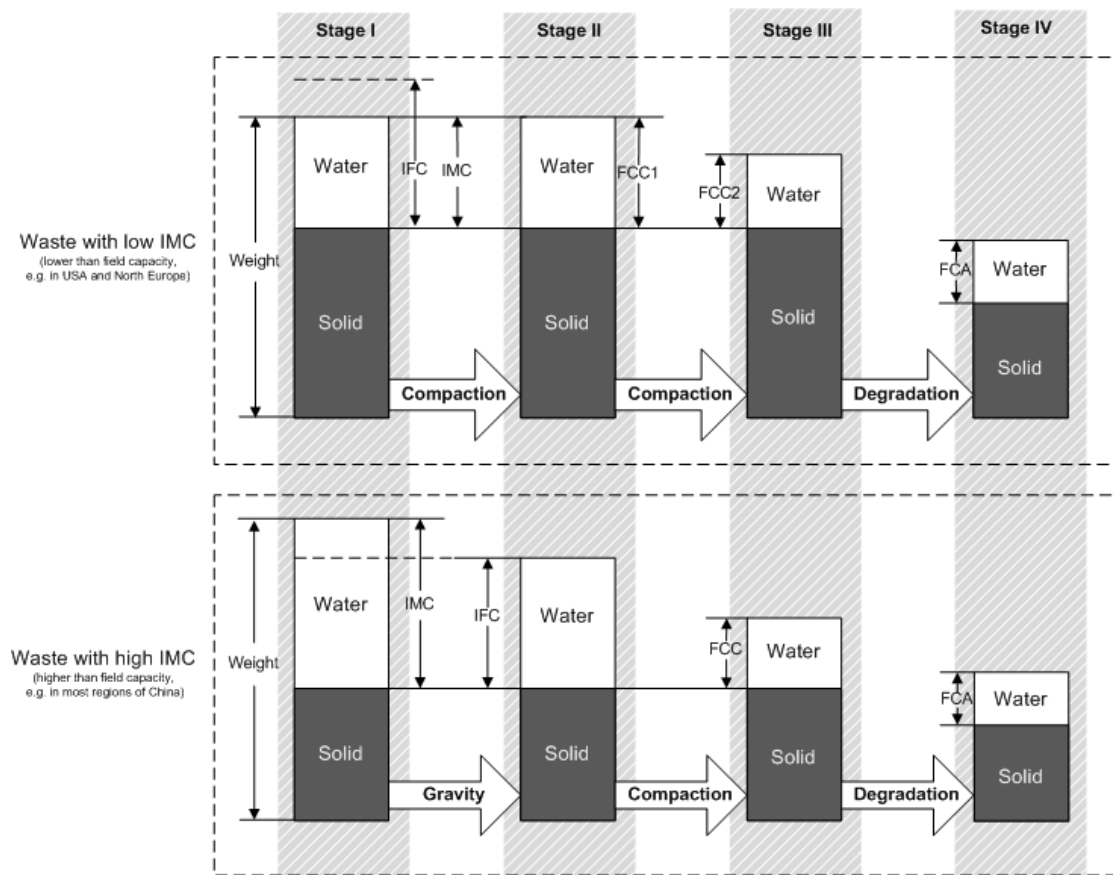 Stage I
Stage II
Stage III
Stage IV
Water
IFC
IMC
Water
FCC1
FCC2
Water
Waste with low IMC
(lower than field capacity,
e.g. in USA and North Europe)
Weight
FCA
Water
Solid
Solid
Solid
Solid
Compaction
Compaction
Degradation
Water
IMC
IFC
Water
FCC
Water
Waste with high IMC
(higher than field capacity,
e.g. in most regions of China)
Weight
FCA
Water
Solid
Solid
Solid
Solid
Gravity
Compaction
Degradation